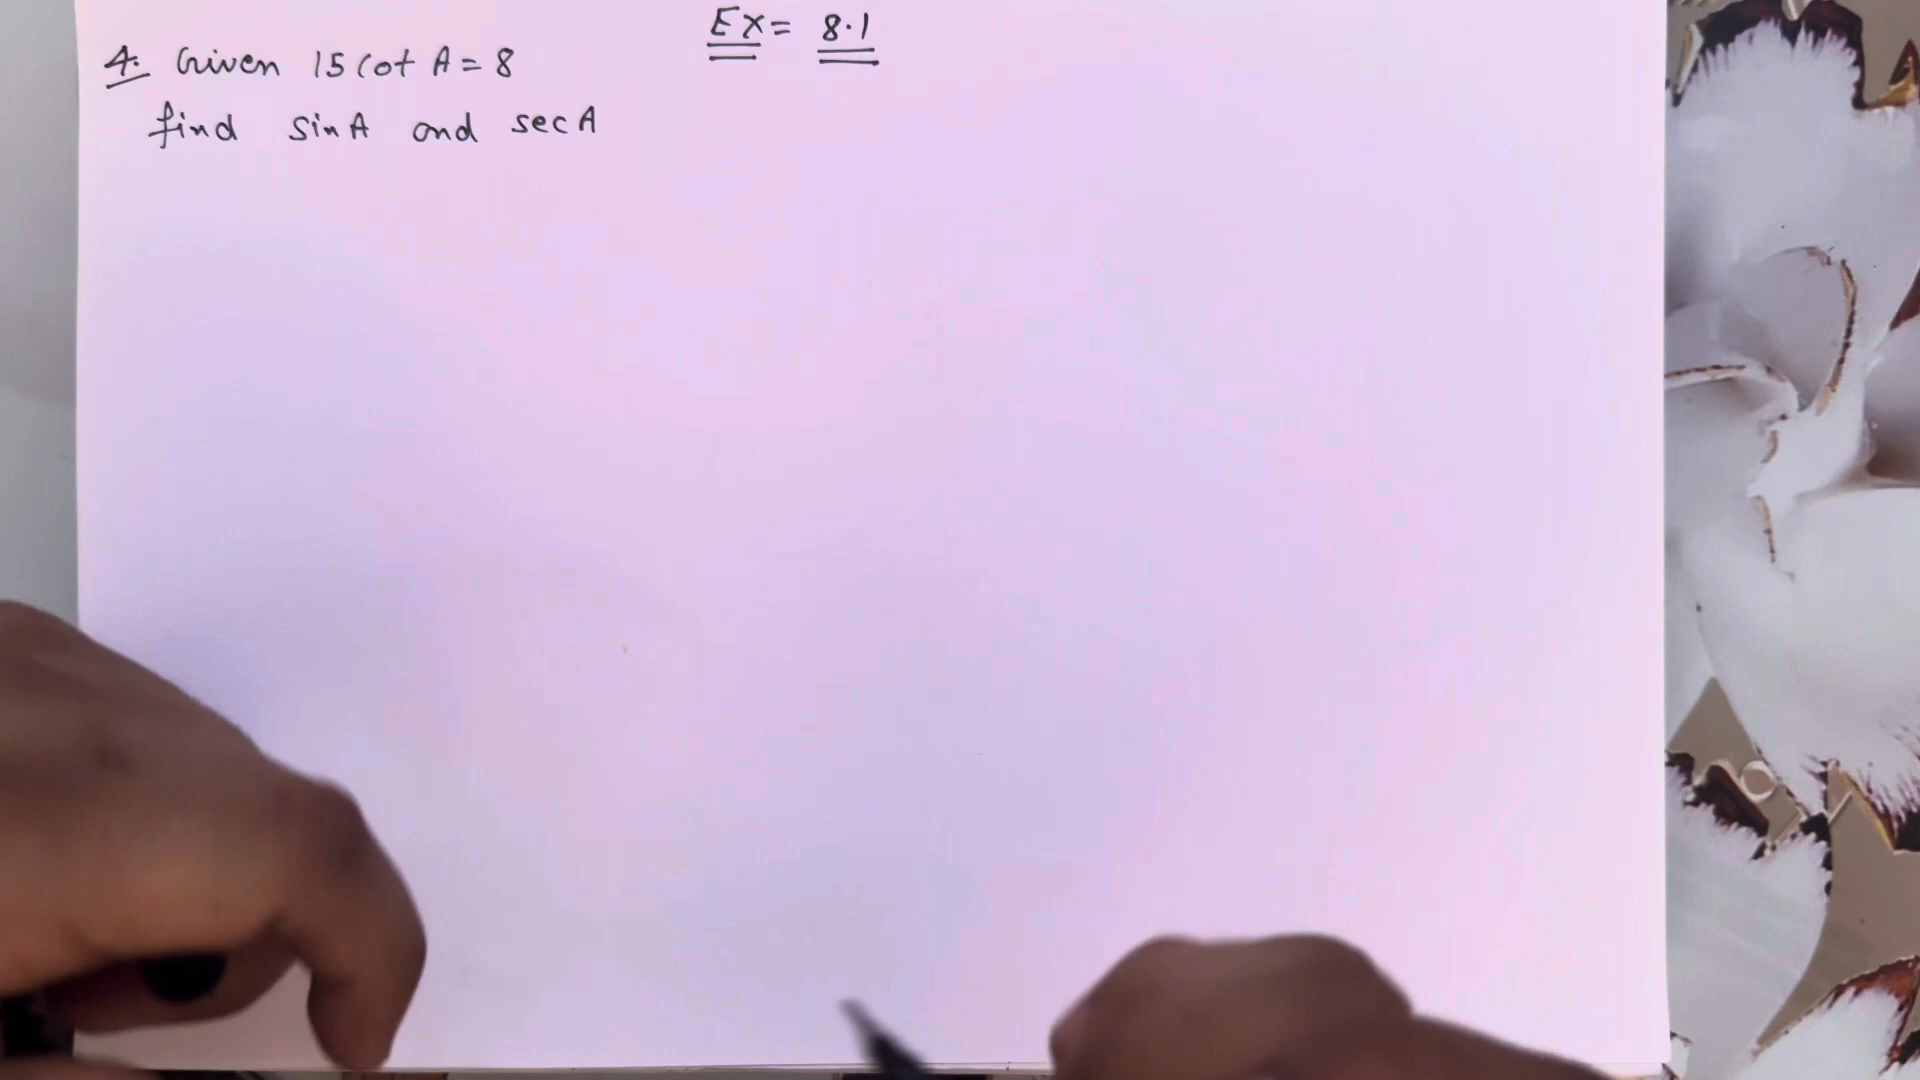 Ex = 8.1
4. Given 15 Cot A = 8
find sin A and sec A